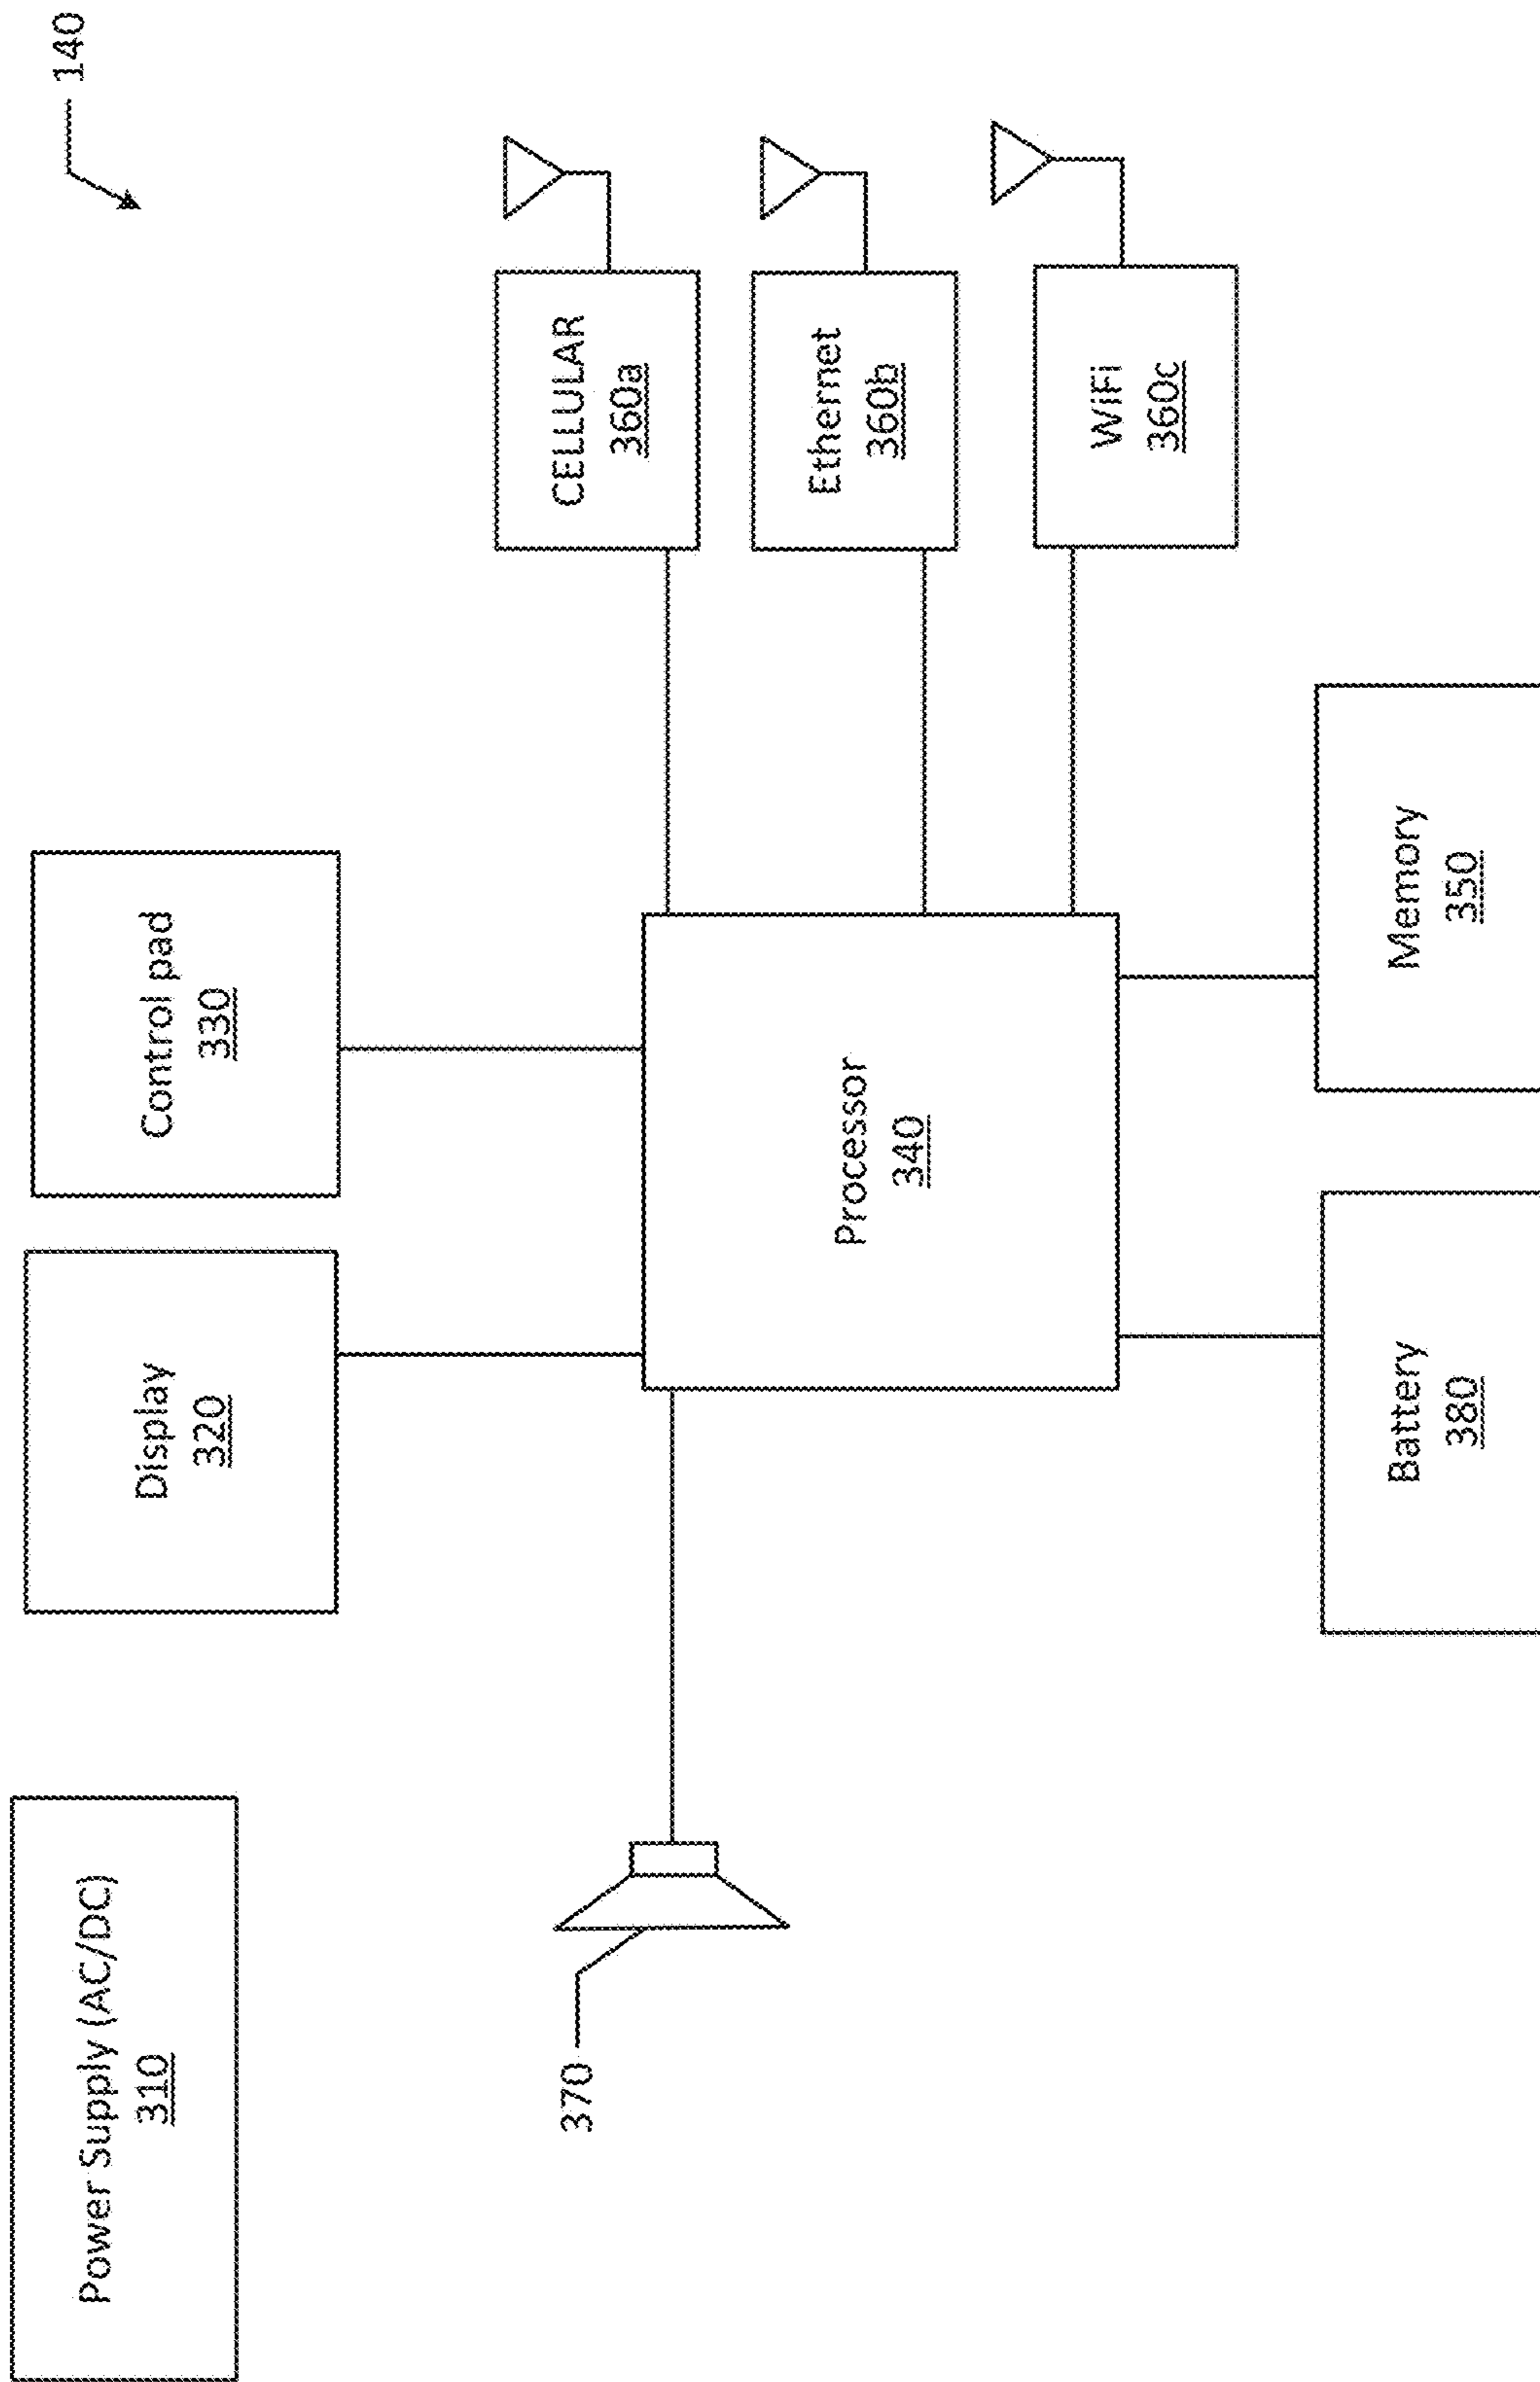 140
Power Supply (AC/DC)
310
Display
320
Control pad
330
370
Processor
340
CELLULAR
360a
Ethernet
360b
WiFi
360c
Battery
380
Memory
350